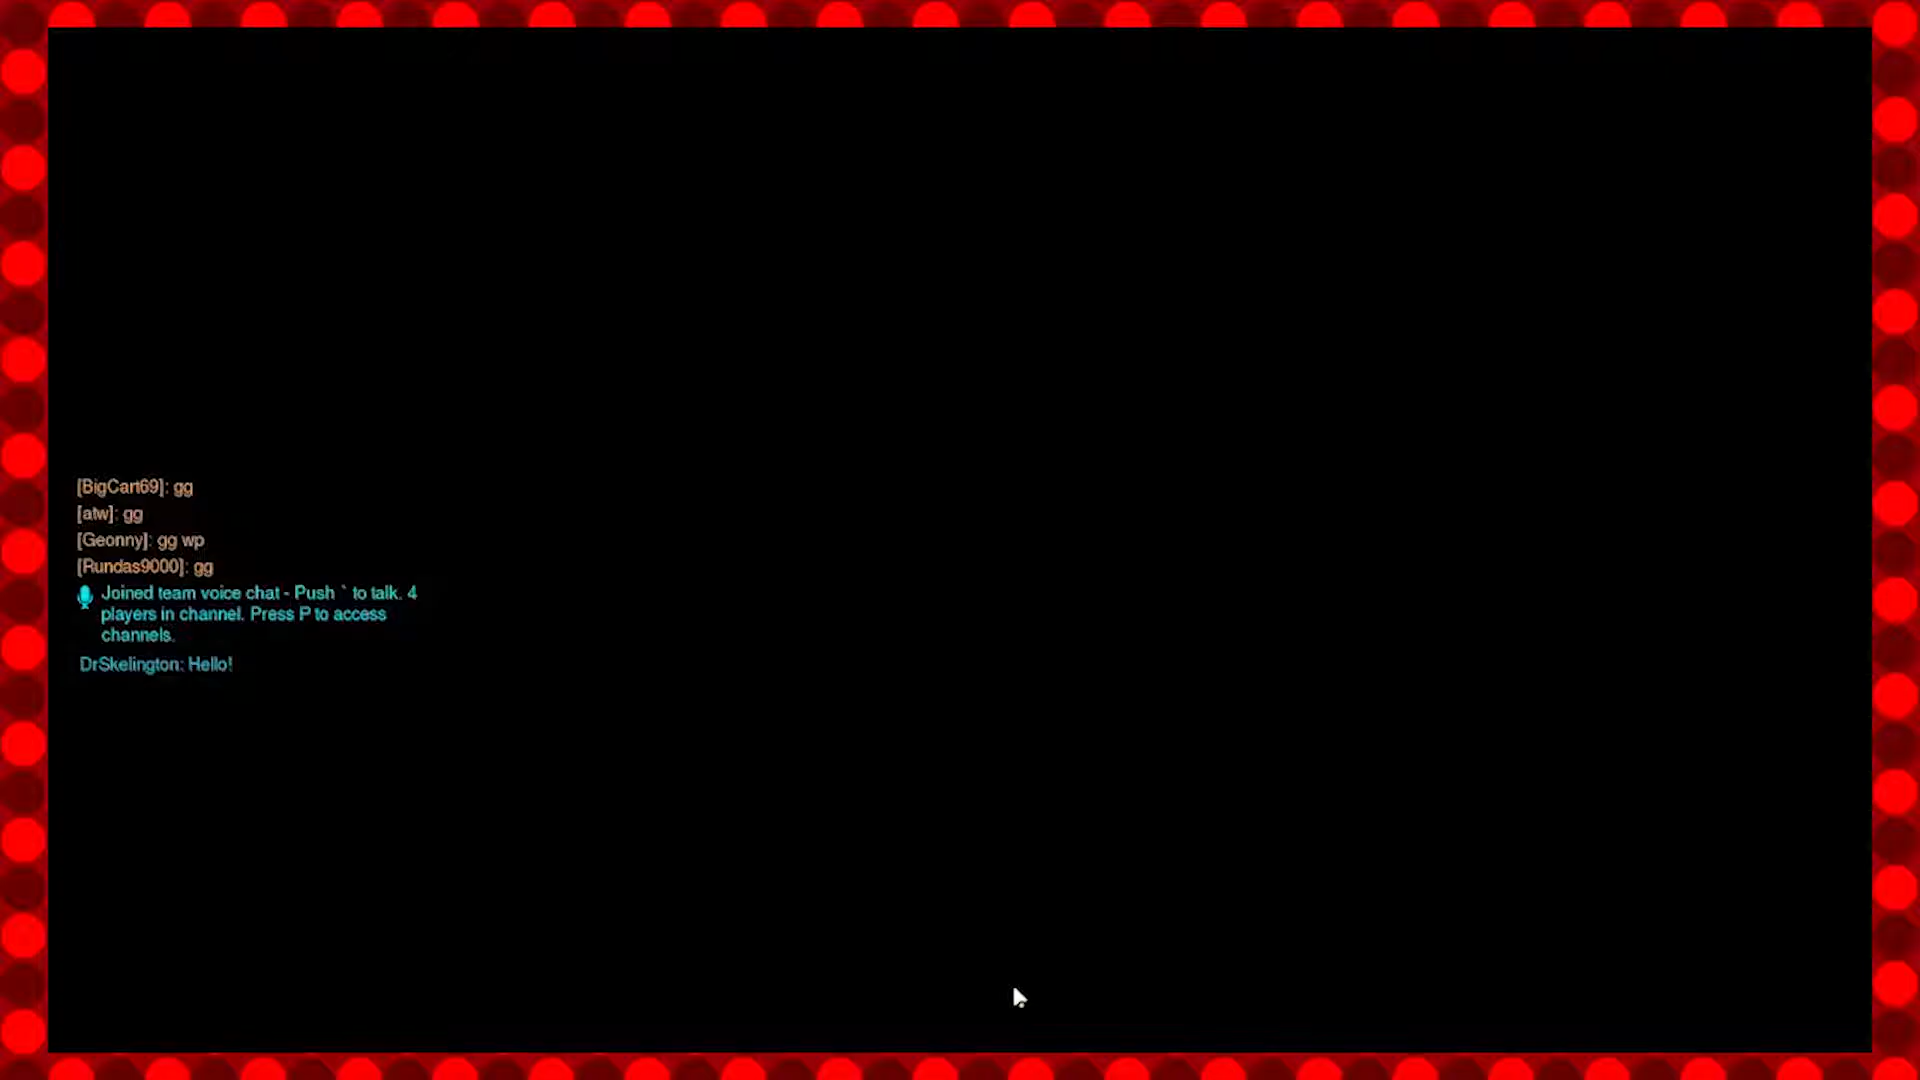 [BigCart69]: gg
[atw]: gg
[Geonny]: gg wp
[Rundas9000]: gg
Joined team voice chat - Push ` to talk. 4
players in channel. Press P to access
channels.
DrSkelington: Hello!